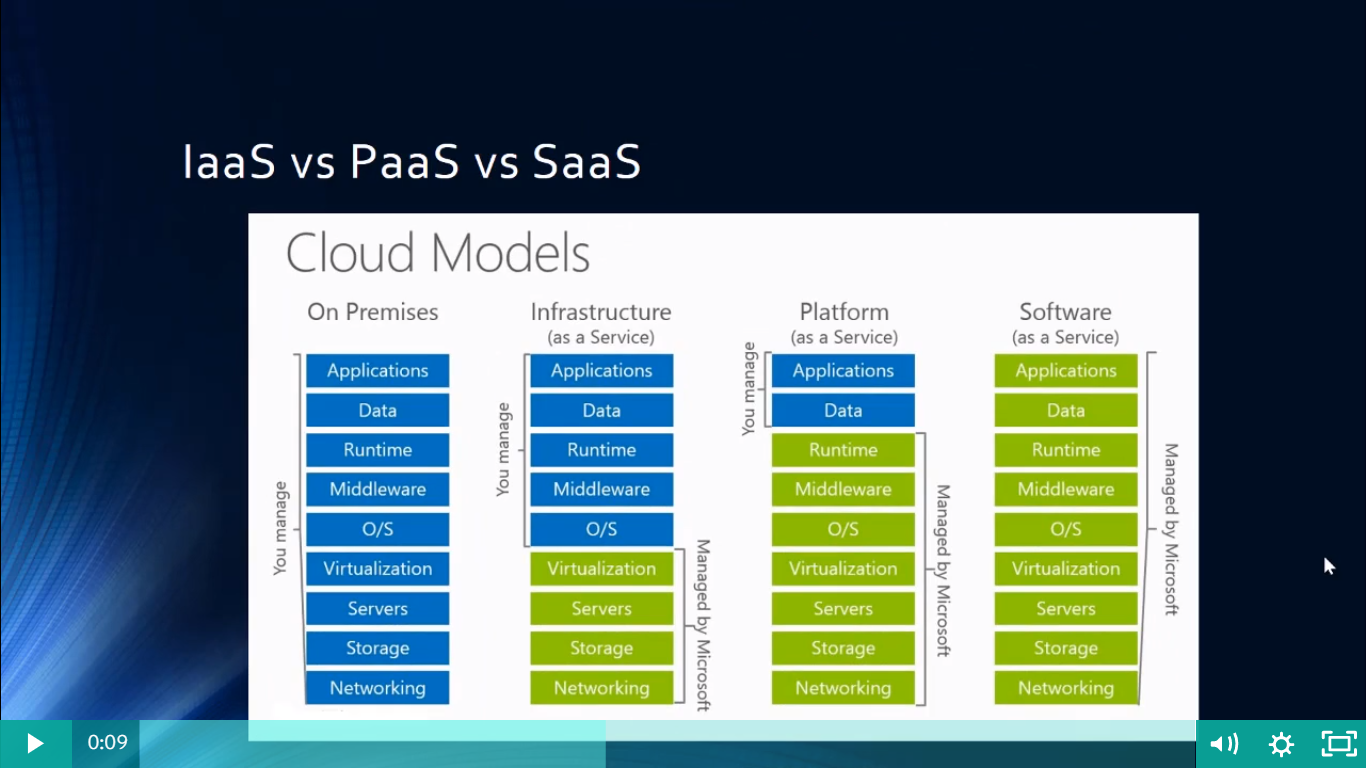 IaaS vs PaaS vs SaaS
Cloud Models
On Premises
You manage
Applications
Data
Runtime
Middleware
O/S
Virtualization
Servers
Storage
Networking
Infrastructure
(as a Service)
You manage
Applications
Data
Runtime
Middleware
O/S
Virtualization
Servers
Storage
Networking
Managed by Microsoft
Platform
(as a Service)
You manage
Applications
Data
Runtime
Middleware
O/S
Virtualization
Servers
Storage
Networking
Managed by Microsoft
Software
(as a Service)
Applications
Data
Runtime
Middleware
O/S
Virtualization
Servers
Storage
Networking
Managed by Microsoft
0:09